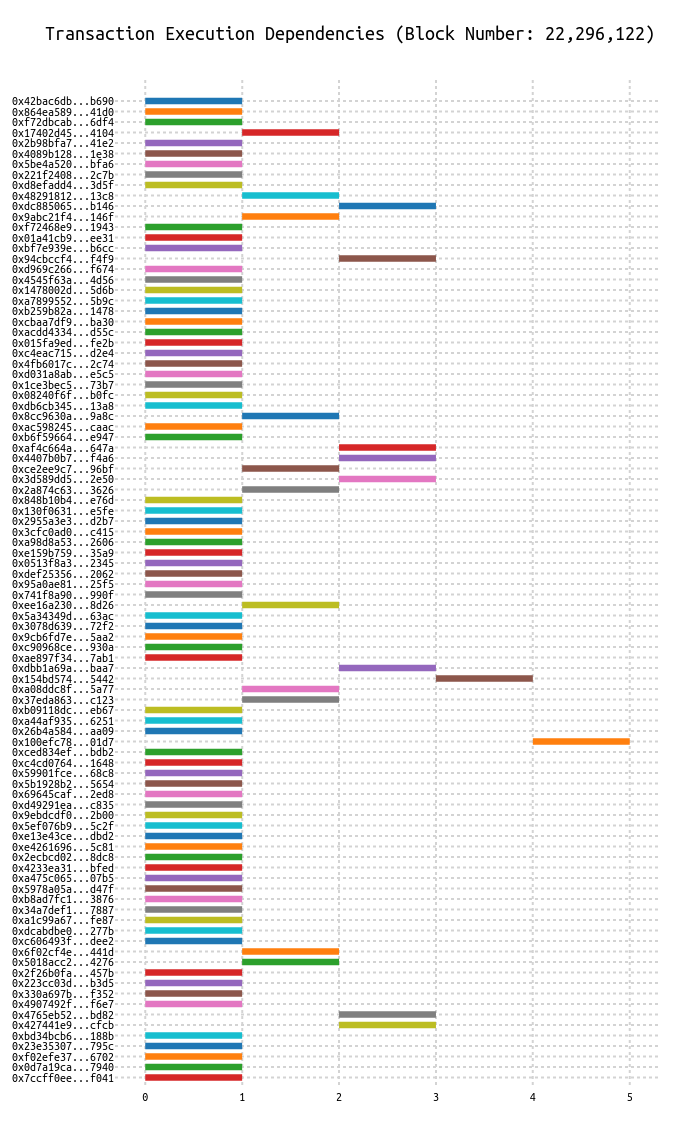 Transaction Execution Dependencies (Block Number: 22,296,122)
0x42bac6db...b690
0x864ea589...41d0
0xf72dbcab...6df4
0x17402d45...4104
0x2b98bfa7...41e2
0x4089b128...1e38
0x5be4a520...bfa6
0x221f2408...2c7b
0xd8efadd4...3d5f
0x48291812...13c8
0xdc885065...b146
0x9abc21f4...146f
0xf72468e9...1943
0x01a41cb9...ee31
0xbf7e939e...b6cc
0x94cbccf4...f4f9
0xd969c266...f674
0x4545f63a...4d56
0x1478002d...5d6b
0xa7899552...5b9c
0xb259b82a...1478
0xcbaa7df9...ba30
0xacdd4334...d55c
0x015fa9ed...fe2b
0xc4eac715...d2e4
0x4fb6017c...2c74
0xd031a8ab...e5c5
0x1ce3bec5...73b7
0x08240f6f...b0fc
0xdb6cb345...13a8
0x8cc9630a...9a8c
0xac598245...caac
0xb6f59664...e947
0xaf4c664a...647a
0x4407b0b7...f4a6
0xce2ee9c7...96bf
0x3d589dd5...2e50
0x2a874c63...3626
0x848b10b4...e76d
0x130f0631...e5fe
0x2955a3e3...d2b7
0x3cfc0ad0...c415
0xa98d8a53...2606
0xe159b759...35a9
0x0513f8a3...2345
0xdef25356...2062
0x95a0ae81...25f5
0x741f8a90...990f
0xee16a230...8d26
0x5a34349d...63ac
0x3078d639...72f2
0x9cb6fd7e...5aa2
0xc90968ce...930a
0xae897f34...7ab1
0xdbb1a69a...baa7
0x154bd574...5442
0xa08ddc8f...5a77
0x37eda863...c123
0xb09118dc...eb67
0xa44af935...6251
0x26b4a584...aa09
0x100efc78...01d7
0xced834ef...bdb2
0xc4cd0764...1648
0x59901fce...68c8
0x5b1928b2...5654
0x69645caf...2ed8
0xd49291ea...c835
0x9ebdcdf0...2b00
0x5ef076b9...5c2f
0xe13e43ce...dbd2
0xe4261696...5c81
0x2ecbcd02...8dc8
0x4233ea31...bfed
0xa475c065...07b5
0x5978a05a...d47f
0xb8ad7fc1...3876
0x34a7def1...7887
0xa1c99a67...fe87
0xdcabdbe0...277b
0xc606493f...dee2
0x6f02cf4e...441d
0x5018acc2...4276
0x2f26b0fa...457b
0x223cc03d...b3d5
0x330a697b...f352
0x4907492f...f6e7
0x4765eb52...bd82
0x427441e9...cfcb
0xbd34bcb6...188b
0x23e35307...795c
0xf02efe37...6702
0x0d7a19ca...7940
0x7ccff0ee...f041
0 1 2 3 4 5